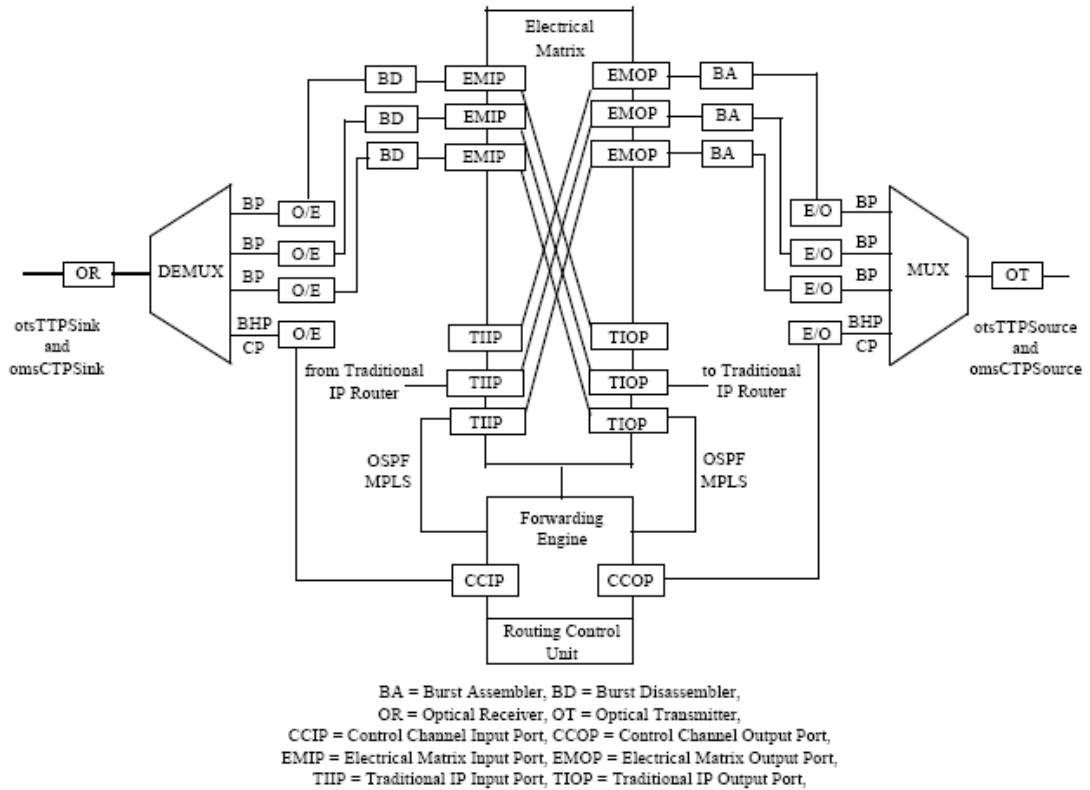 Electrical
Matrix
BD
EMIP
EMOP
BA
BD
EMIP
EMOP
BA
BD
EMIP
EMOP
BA
BP
O/E
E/O
BP
BP
O/E
E/O
BP
OR
DEMUX
MUX
OT
BP
O/E
E/O
BP
BHP
CP
O/E
E/O
BHP
CP
otsTTPSink
and
omsCTPSink
otsTTPSource
and
omsCTPSource
TIIP
TIOP
from Traditional
IP Router
TIIP
TIOP
to Traditional
IP Router
TIIP
TIOP
OSPF
MPLS
OSPF
MPLS
Forwarding
Engine
CCIP
CCOP
Routing Control
Unit
BA = Burst Assembler, BD = Burst Disassembler,
OR = Optical Receiver, OT = Optical Transmitter,
CCIP = Control Channel Input Port, CCOP = Control Channel Output Port,
EMIP = Electrical Matrix Input Port, EMOP = Electrical Matrix Output Port,
TIIP = Traditional IP Input Port, TIOP = Traditional IP Output Port,